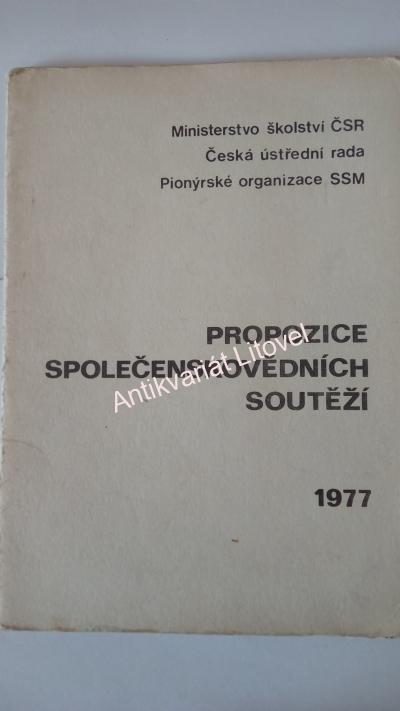 Ministerstvo školství ČSR
Česká ústřední rada
Pionýrské organizace SSM
PROPOZICE
SPOLEČENSKOVĚDNÍCH
SOUTĚŽÍ
1977
Antikvariát Litovel